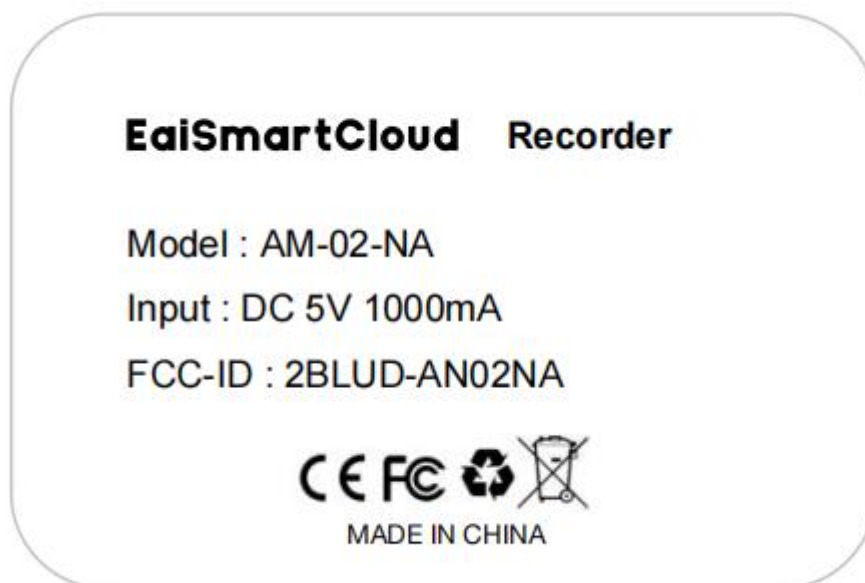 EaiSmartCloud Recorder
Model : AM-02-NA
Input : DC 5V 1000mA
FCC-ID : 2BLUD-AN02NA
CE FC
MADE IN CHINA